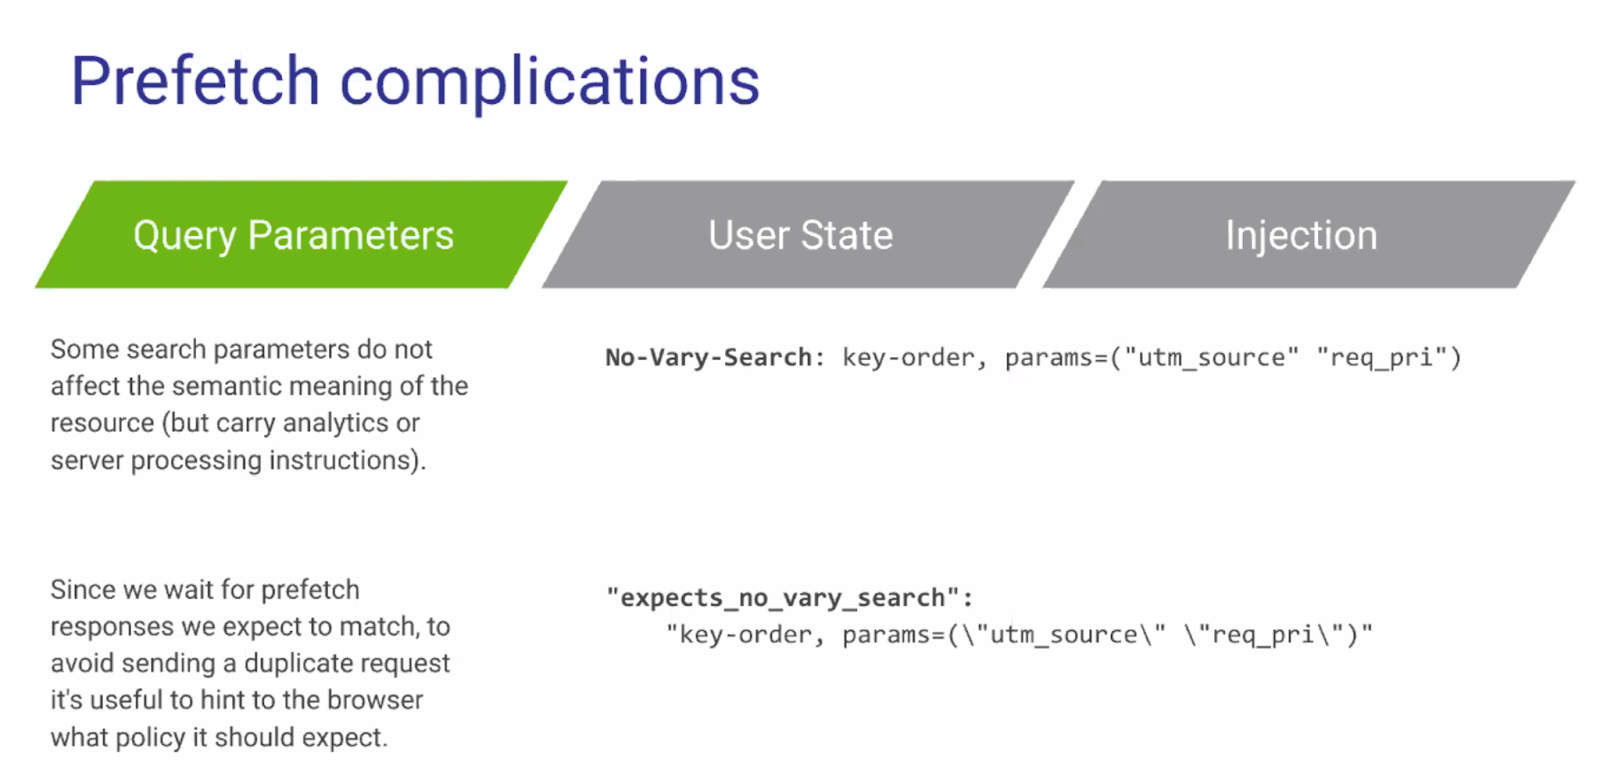 Prefetch complications
Query Parameters
User State
Injection
Some search parameters do not
affect the semantic meaning of the
resource (but carry analytics or
server processing instructions).
No-Vary-Search: key-order, params=("utm_source" "req_pri")
Since we wait for prefetch
responses we expect to match, to
avoid sending a duplicate request
it's useful to hint to the browser
what policy it should expect.
"expects_no_vary_search":
"key-order, params=(\"utm_source\" \"req_pri\")"